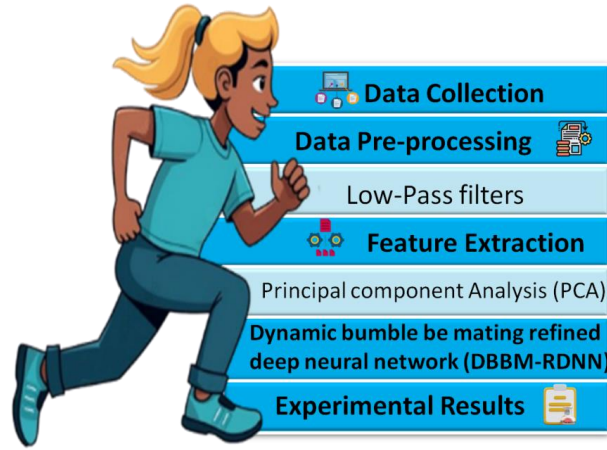 Data Collection
Data Pre-processing
Low-Pass filters
Feature Extraction
Principal component Analysis (PCA)
Dynamic bumble be mating refined
deep neural network (DBBM-RDNN)
Experimental Results